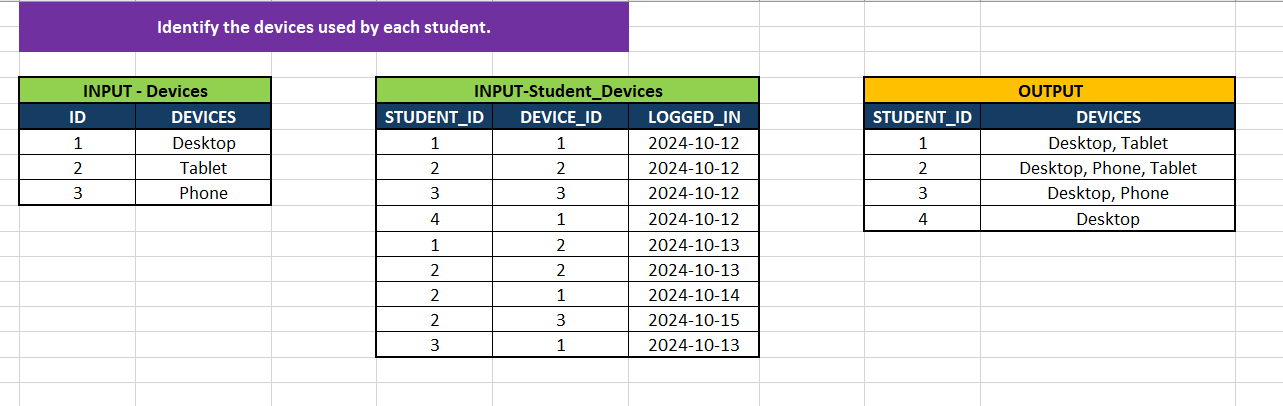 Identify the devices used by each student.
INPUT - Devices
ID DEVICES
1 Desktop
2 Tablet
3 Phone
INPUT-Student_Devices
STUDENT_ID DEVICE_ID LOGGED_IN
1 1 2024-10-12
2 2 2024-10-12
3 3 2024-10-12
4 1 2024-10-12
1 2 2024-10-13
2 2 2024-10-13
2 1 2024-10-14
2 3 2024-10-15
3 1 2024-10-13
OUTPUT
STUDENT_ID DEVICES
1 Desktop, Tablet
2 Desktop, Phone, Tablet
3 Desktop, Phone
4 Desktop